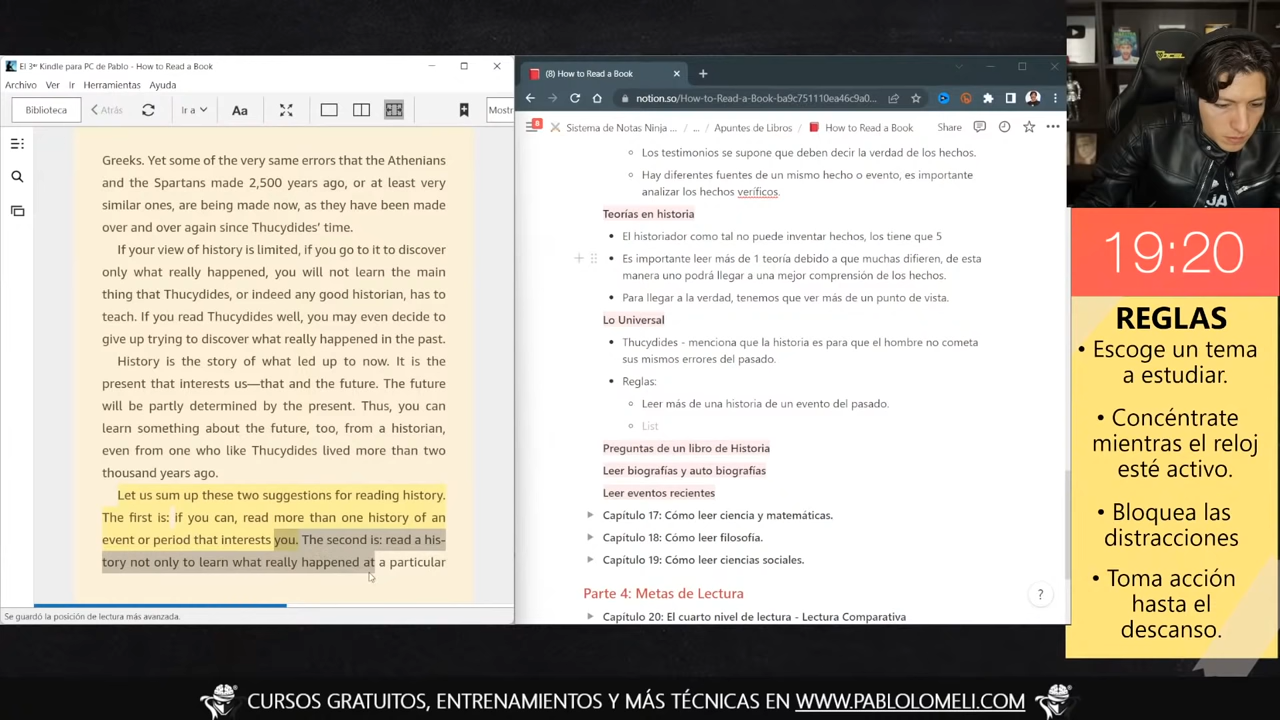 El 3er Kindle para PC de Pablo - How to Read a Book
Archivo Ver Ir Herramientas Ayuda
Biblioteca
Atrás
Ir a
Aa
Mostr
Greeks. Yet some of the very same errors that the Athenians
and the Spartans made 2,500 years ago, or at least very
similar ones, are being made now, as they have been made
over and over again since Thucydides’ time.
If your view of history is limited, if you go to it to discover
only what really happened, you will not learn the main
thing that Thucydides, or indeed any good historian, has to
teach. If you read Thucydides well, you may even decide to
give up trying to discover what really happened in the past.
History is the story of what led up to now. It is the
present that interests us—that and the future. The future
will be partly determined by the present. Thus, you can
learn something about the future, too, from a historian,
even from one who like Thucydides lived more than two
thousand years ago.
Let us sum up these two suggestions for reading history.
The first is: if you can, read more than one history of an
event or period that interests you. The second is: read a his-
tory not only to learn what really happened at a particular
Se guardó la posición de lectura más avanzada.
(8) How to Read a Book
notion.so/How-to-Read-a-Book-ba9c751110ea46c9a0...
8
Sistema de Notas Ninja ... / ... / Apuntes de Libros / How to Read a Book
Share
Los testimonios se supone que deben decir la verdad de los hechos.
Hay diferentes fuentes de un mismo hecho o evento, es importante
analizar los hechos veríficos.
Teorías en historia
El historiador como tal no puede inventar hechos, los tiene que 5
Es importante leer más de 1 teoría debido a que muchas difieren, de esta
manera uno podrá llegar a una mejor comprensión de los hechos.
Para llegar a la verdad, tenemos que ver más de un punto de vista.
Lo Universal
Thucydides - menciona que la historia es para que el hombre no cometa
sus mismos errores del pasado.
Reglas:
Leer más de una historia de un evento del pasado.
List
Preguntas de un libro de Historia
Leer biografías y auto biografias
Leer eventos recientes
Capítulo 17: Cómo leer ciencia y matemáticas.
Capítulo 18: Cómo leer filosofía.
Capítulo 19: Cómo leer ciencias sociales.
Parte 4: Metas de Lectura
Capítulo 20: El cuarto nivel de lectura - Lectura Comparativa
?
19:20
REGLAS
• Escoge un tema
a estudiar.
• Concéntrate
mientras el reloj
esté activo.
• Bloquea las
distracciones
• Toma acción
hasta el
descanso.
CURSOS GRATUITOS, ENTRENAMIENTOS Y MÁS TÉCNICAS EN WWW.PABLOLOMELI.COM